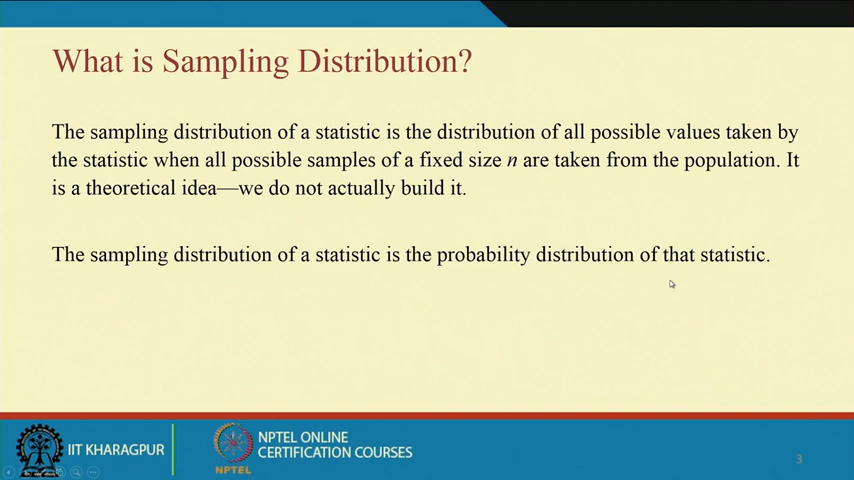 What is Sampling Distribution?
The sampling distribution of a statistic is the distribution of all possible values taken by
the statistic when all possible samples of a fixed size n are taken from the population. It
is a theoretical idea—we do not actually build it.
The sampling distribution of a statistic is the probability distribution of that statistic.
IIT KHARAGPUR
NPTEL
NPTEL ONLINE
CERTIFICATION COURSES
3